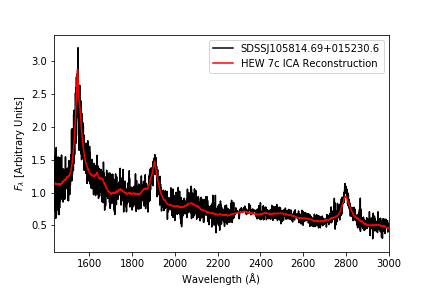 SDSSJ105814.69+015230.6
HEW 7c ICA Reconstruction
3.0
2.5
2.0
1.5
1.0
0.5
Fλ [Arbitrary Units]
1600 1800 2000 2200 2400 2600 2800 3000
Wavelength (Å)